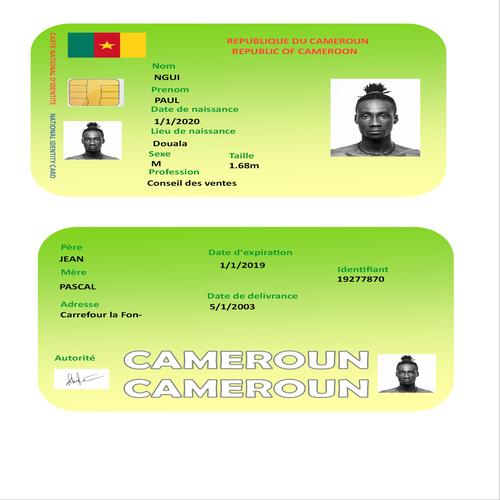 REPUBLIQUE DU CAMEROUN
REPUBLIC OF CAMEROON
CARTE NATIONAL D'IDENTITÉ
NATIONAL IDENTITY CARD
Nom
NGUI
Prenom
PAUL
Date de naissance
1/1/2020
Lieu de naissance
Douala
Sexe Taille
M 1.68m
Profession
Conseil des ventes
Père
JEAN
Mère
PASCAL
Adresse
Carrefour la Fon-
Date d'expiration
1/1/2019
Date de delivrance
5/1/2003
Identifiant
19277870
Autorité
CAMEROUN
CAMEROUN